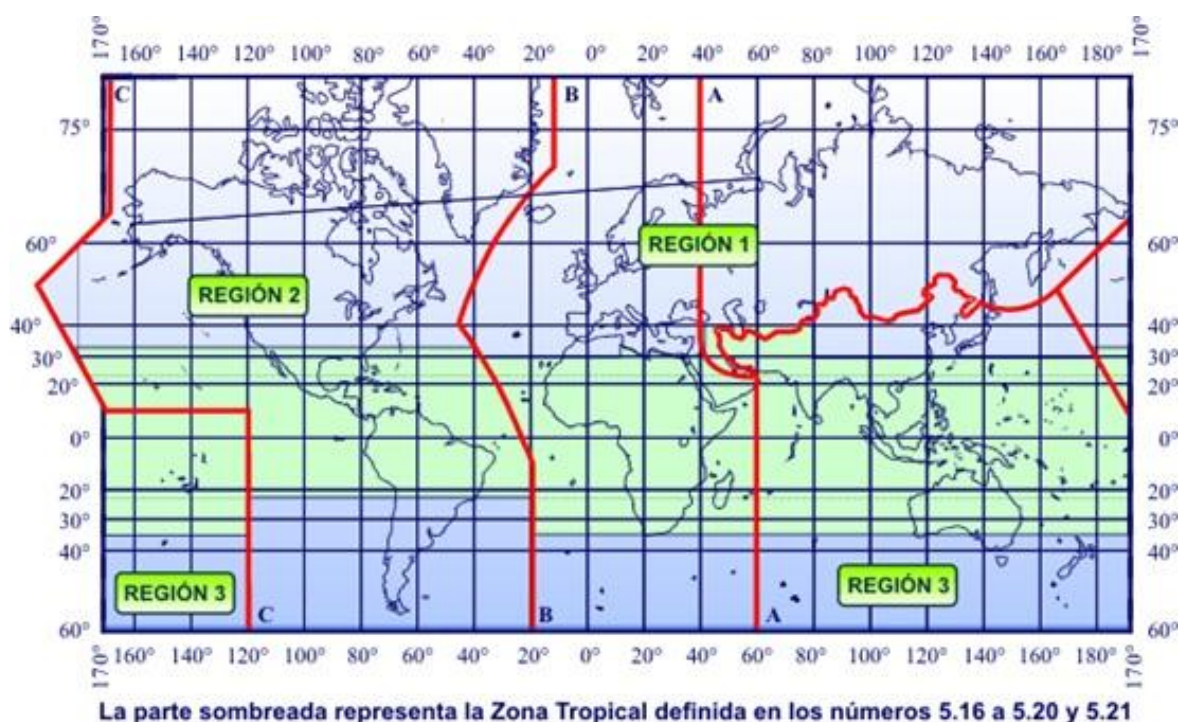 170° 160° 140° 120° 100° 80° 60° 40° 20° 0° 20° 40° 60° 80° 100° 120° 140° 160° 180° 170°
C B A
75° 75°
REGIÓN 1
60° 60°
REGIÓN 2
40° 40°
30° 30°
20° 20°
0° 0°
20° 20°
30° 30°
40° 40°
REGIÓN 3 REGIÓN 3
C B A
60° 60°
170° 160° 140° 120° 100° 80° 60° 40° 20° 0° 20° 40° 60° 80° 100° 120° 140° 160° 180° 170°
La parte sombreada representa la Zona Tropical definida en los números 5.16 a 5.20 y 5.21